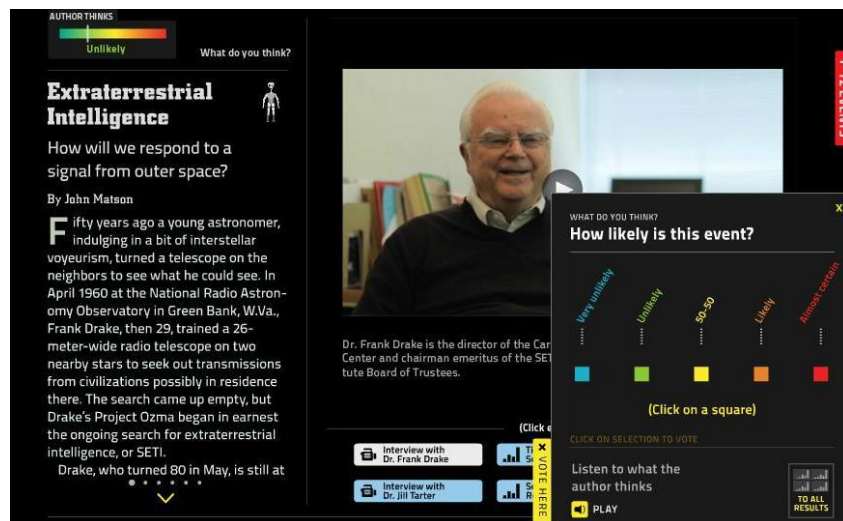 AUTHOR THINKS
Unlikely
What do you think?
Extraterrestrial
Intelligence
How will we respond to a
signal from outer space?
By John Matson
Fifty years ago a young astronomer,
indulging in a bit of interstellar
voyeurism, turned a telescope on the
neighbors to see what he could see. In
April 1960 at the National Radio Astron-
omy Observatory in Green Bank, W.Va.,
Frank Drake, then 29, trained a 26-
meter-wide radio telescope on two
nearby stars to seek out transmissions
from civilizations possibly in residence
there. The search came up empty, but
Drake's Project Ozma began in earnest
the ongoing search for extraterrestrial
intelligence, or SETI.
Drake, who turned 80 in May, is still at
Dr. Frank Drake is the director of the Car
Center and chairman emeritus of the SET
tute Board of Trustees.
(Click e
Interview with
Dr. Frank Drake
Interview with
Dr. Jill Tarter
X VOTE HERE
X
WHAT DO YOU THINK?
How likely is this event?
Very unlikely
Unlikely
50-50
Likely
Almost certain
(Click on a square)
CLICK ON SELECTION TO VOTE
Listen to what the
author thinks
PLAY
TO ALL
RESULTS